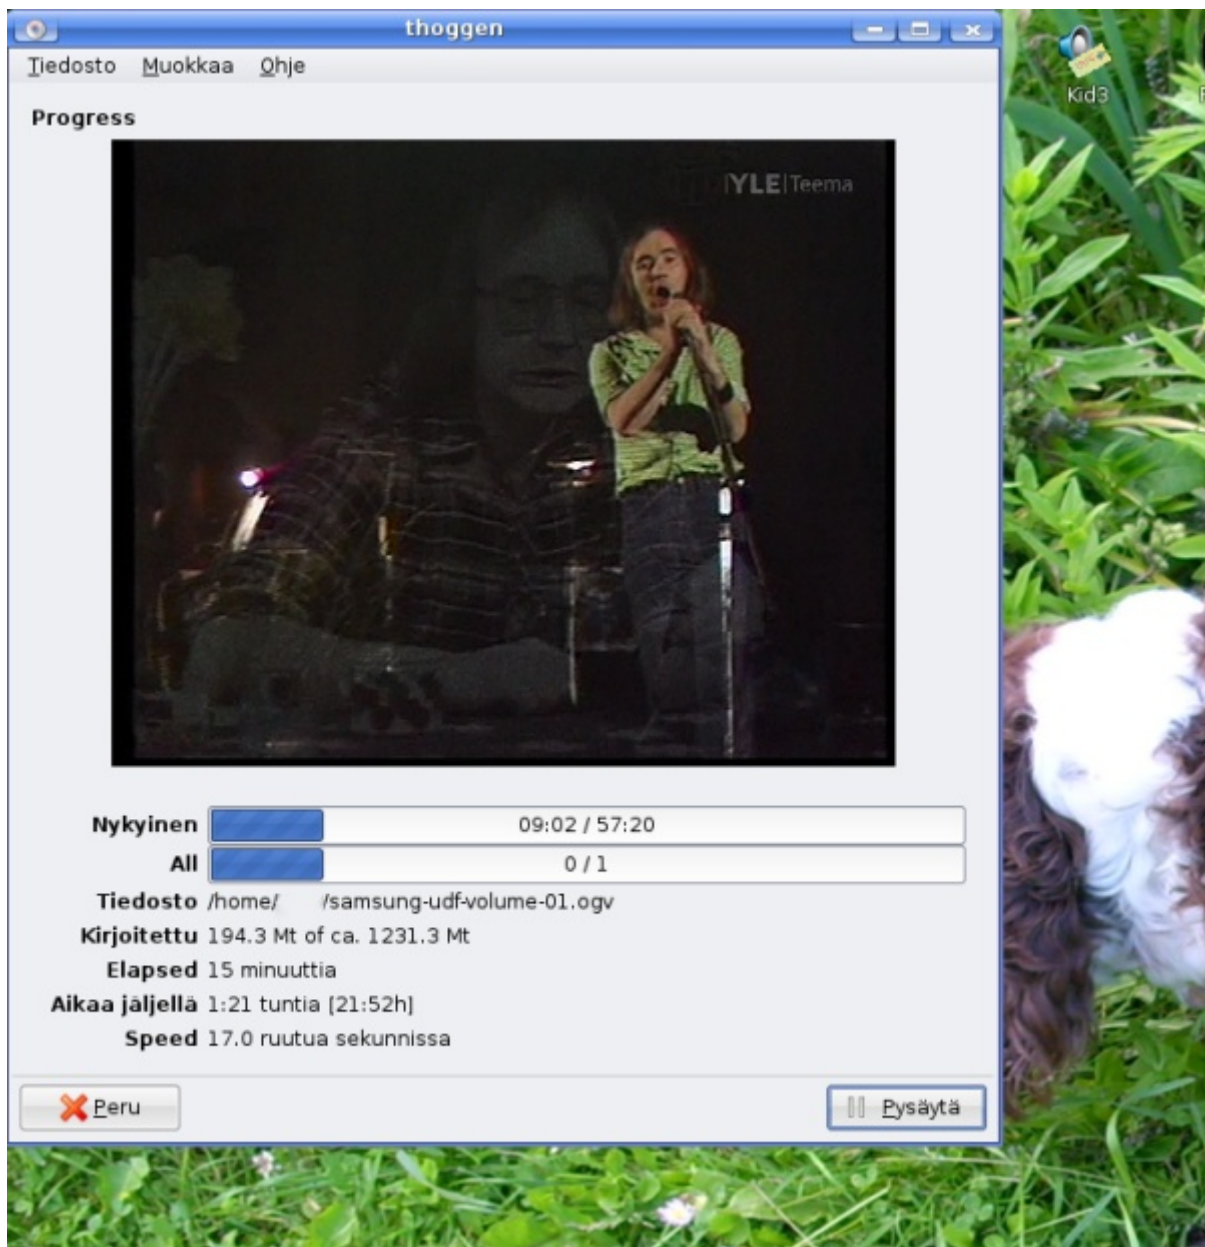 thoggen
Tiedosto Muokkaa Ohje
Kid3
Progress
YLE Teema
Nykyinen 09:02 / 57:20
All 0 / 1
Tiedosto /home/ /samsung-udf-volume-01.ogv
Kirjoitettu 194.3 Mt of ca. 1231.3 Mt
Elapsed 15 minuuttia
Aikaa jäljellä 1:21 tuntia [21:52h]
Speed 17.0 ruutua sekunnissa
Peru Pysäytä